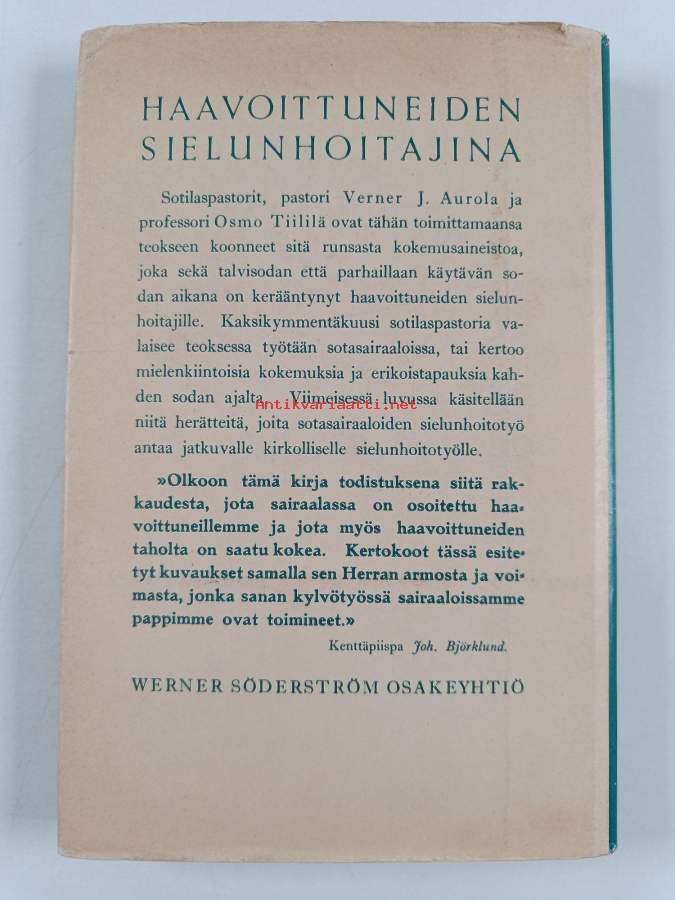 HAAVOITTUNEIDEN
SIELUNHOITAJINA
Sotilaspastorit, pastori Verner J. Aurola ja
professori Osmo Tiililä ovat tähän toimittamaansa
teokseen koonneet sitä runsasta kokemusaineistoa,
joka sekä talvisodan että parhaillaan käytävän so-
dan aikana on kerääntynyt haavoittuneiden sielun-
hoitajille. Kaksikymmentäkuusi sotilaspastoria va-
laisee teoksessa työtään sotasairaaloissa, tai kertoo
mielenkiintoisia kokemuksia ja erikoistapauksia kah-
den sodan ajalta. Viimeisessä luvussa käsitellään
Antikvariaatti.net
niitä herätteitä, joita sotasairaaloiden sielunhoitotyö
antaa jatkuvalle kirkolliselle sielunhoitotyölle.
»Olkoon tämä kirja todistuksena siitä rak-
kaudesta, jota sairaalassa on osoitettu haa-
voittuneillemme ja jota myös haavoittuneiden
taholta on saatu kokea. Kertokoot tässä esite-
tyt kuvaukset samalla sen Herran armosta ja voi-
masta, jonka sanan kylvötyössä sairaaloissamme
pappimme ovat toimineet.»
Kenttäpiispa Joh. Björklund.
WERNER SÖDERSTRÖM OSAKEYHTIÖ